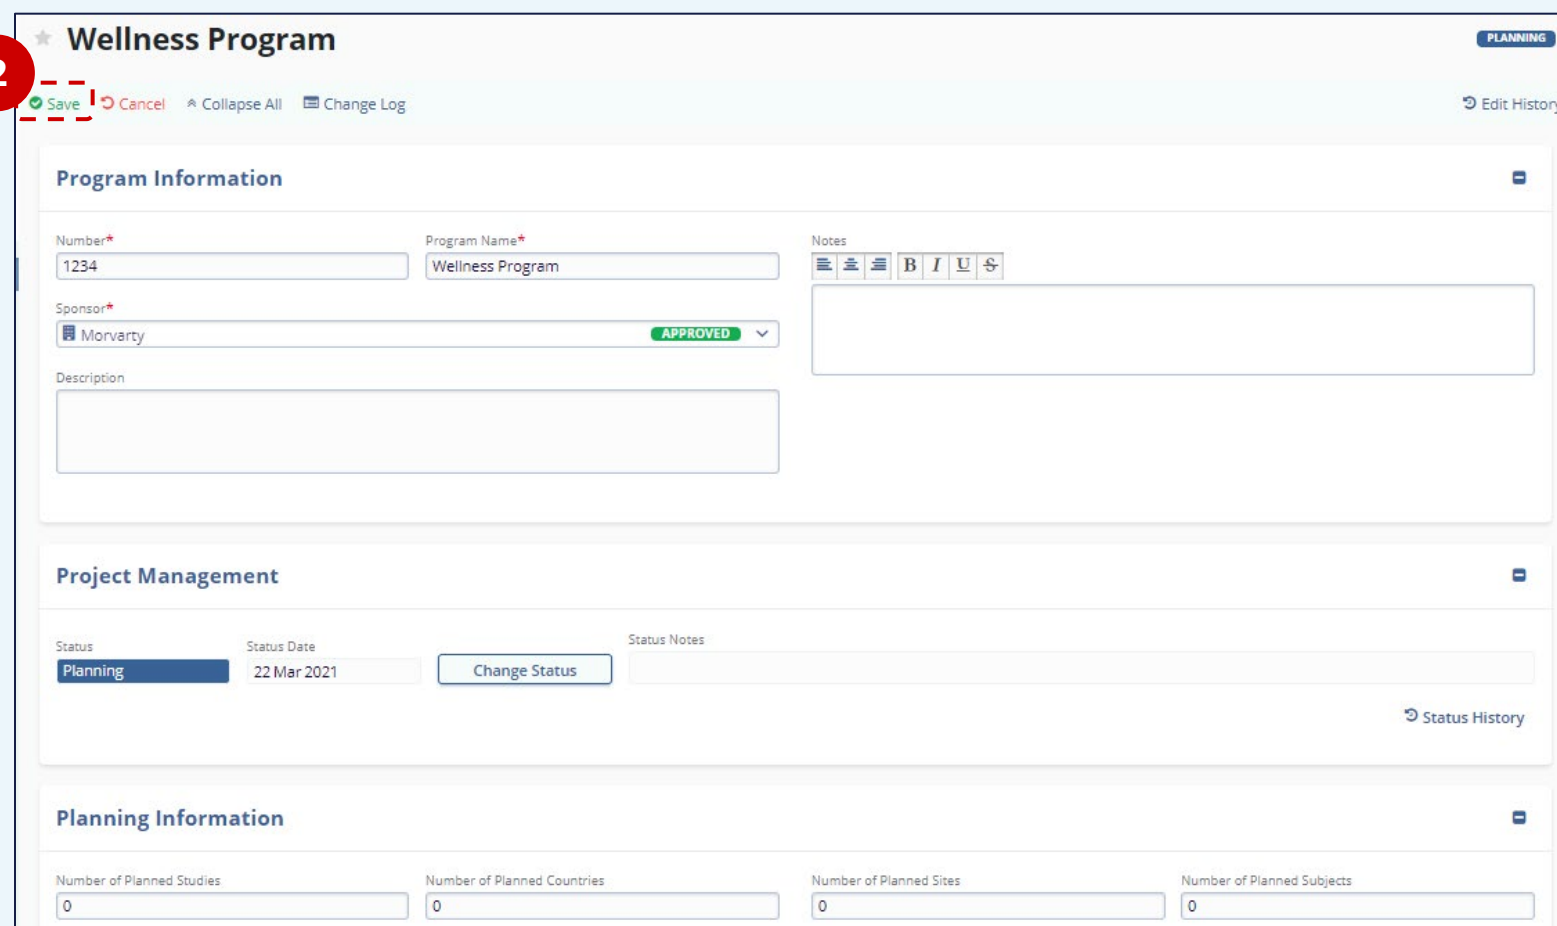 Wellness Program
PLANNING
2
Save Cancel Collapse All Change Log
Edit History
Program Information
Number* Program Name* Notes
1234 Wellness Program B I U S
Sponsor*
Morvarty APPROVED
Description
Project Management
Status Status Date Status Notes
Planning 22 Mar 2021 Change Status
Status History
Planning Information
Number of Planned Studies Number of Planned Countries Number of Planned Sites Number of Planned Subjects
0 0 0 0